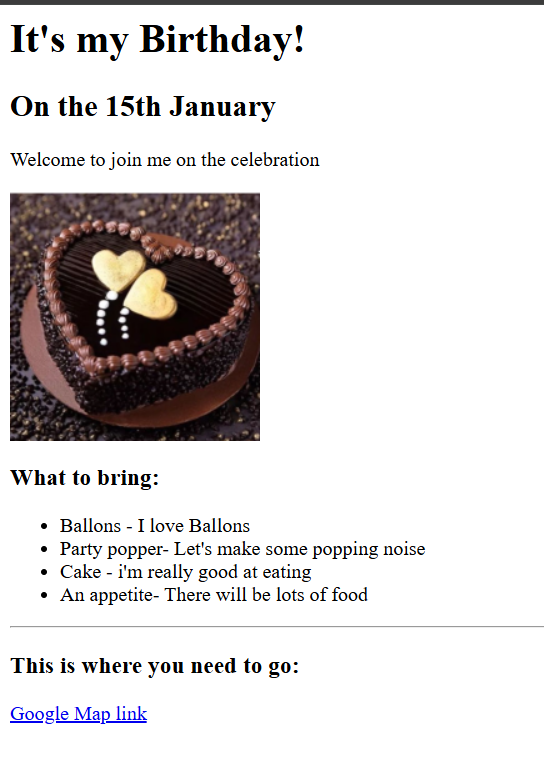 It's my Birthday!
On the 15th January
Welcome to join me on the celebration
What to bring:
Ballons - I love Ballons
Party popper- Let's make some popping noise
Cake - i'm really good at eating
An appetite- There will be lots of food
This is where you need to go:
Google Map link